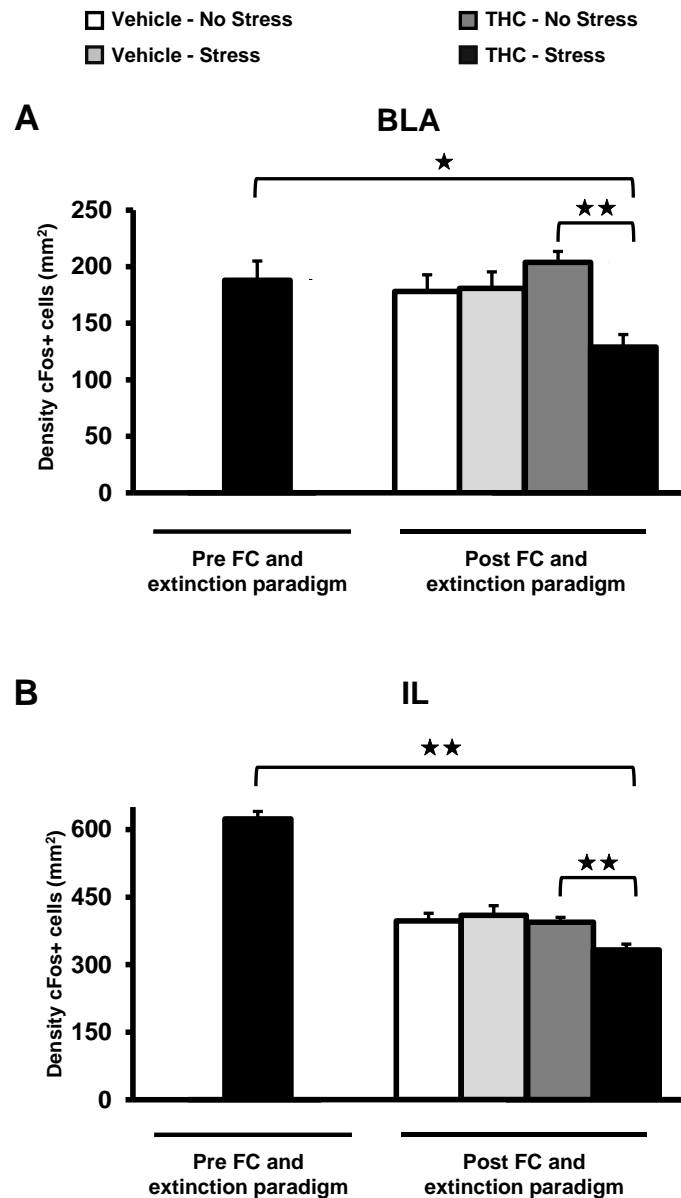 Vehicle - No Stress
THC - No Stress
Vehicle - Stress
THC - Stress
A
BLA
★
★★
Density cFos+ cells (mm²)
250
200
150
100
50
0
Pre FC and
extinction paradigm
Post FC and
extinction paradigm
B
IL
★★
★★
Density cFos+ cells (mm²)
600
450
300
150
0
Pre FC and
extinction paradigm
Post FC and
extinction paradigm